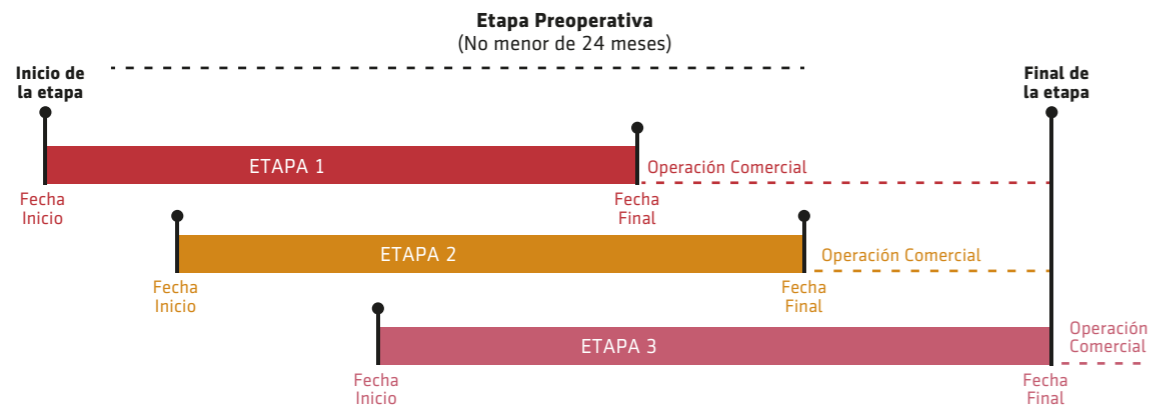 Etapa Preoperativa
(No menor de 24 meses)
Inicio de
la etapa
Final de
la etapa
ETAPA 1
Operación Comercial
Fecha
Inicio
Fecha
Final
ETAPA 2
Operación Comercial
Fecha
Inicio
Fecha
Final
ETAPA 3
Operación
Comercial
Fecha
Inicio
Fecha
Final